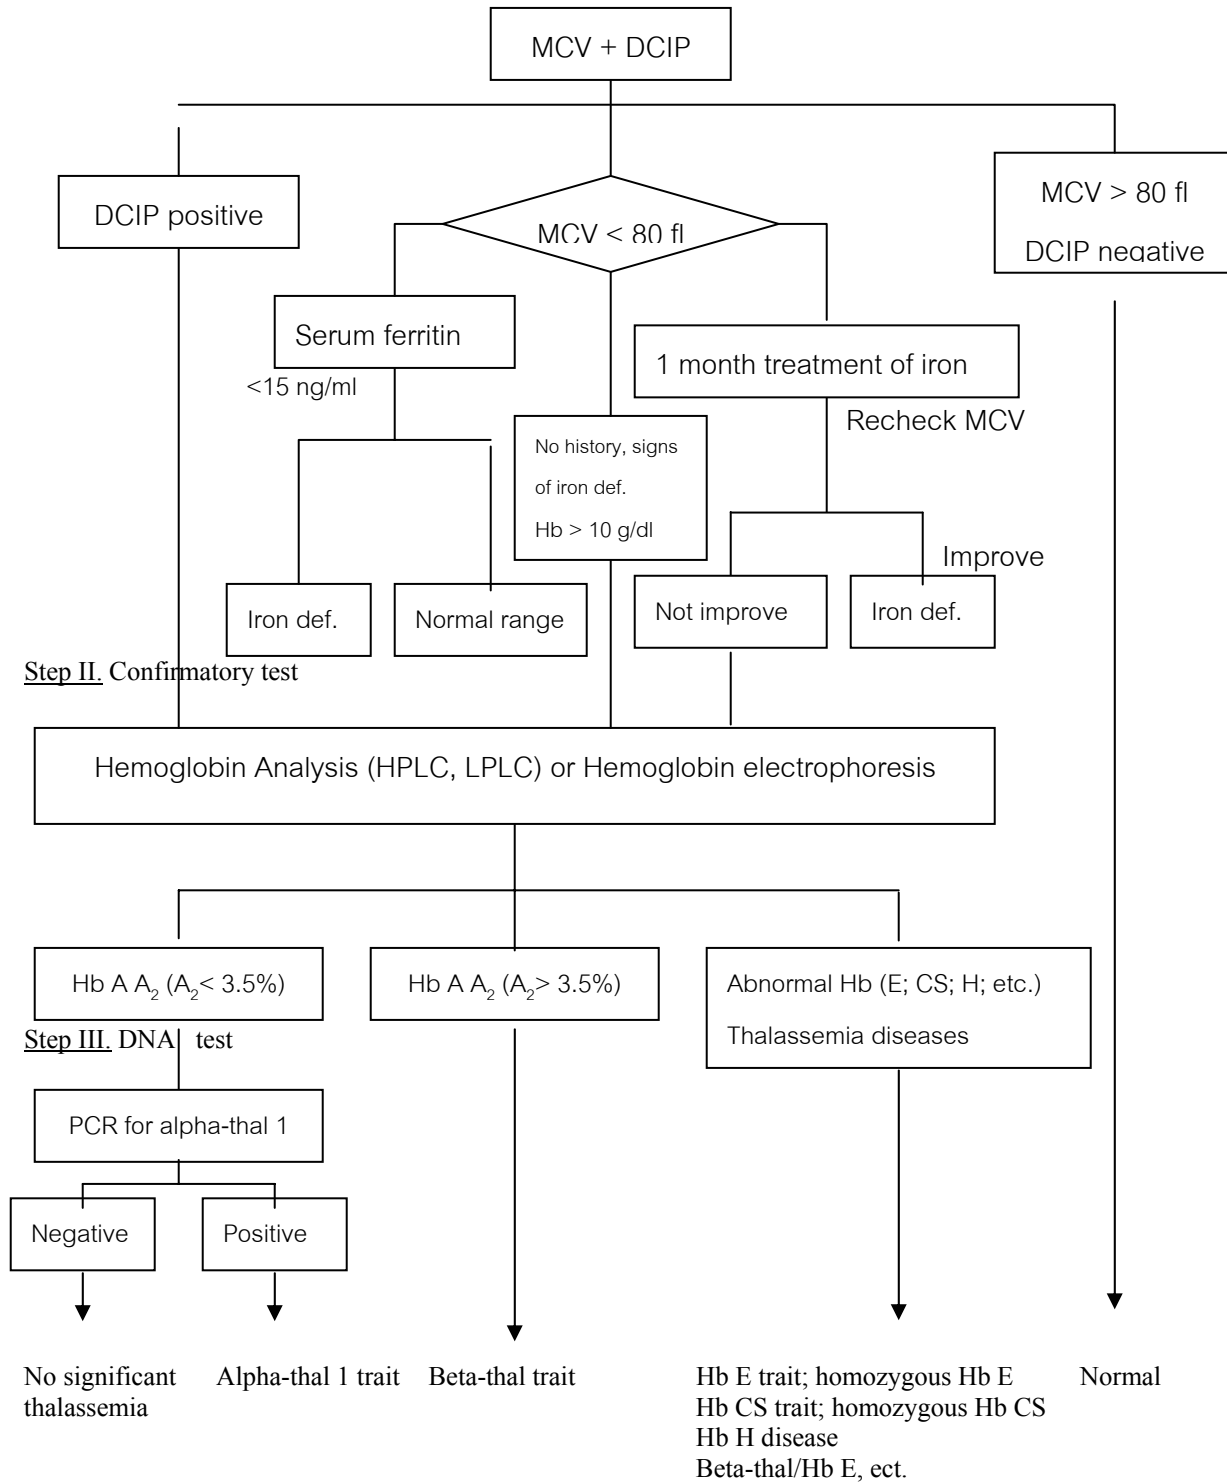 MCV + DCIP
DCIP positive
MCV < 80 fl
MCV > 80 fl
DCIP negative
Serum ferritin
<15 ng/ml
1 month treatment of iron
Recheck MCV
No history, signs
of iron def.
Hb > 10 g/dl
Improve
Iron def.
Normal range
Not improve
Iron def.
Step II. Confirmatory test
Hemoglobin Analysis (HPLC, LPLC) or Hemoglobin electrophoresis
Hb A A₂ (A₂< 3.5%)
Hb A A₂ (A₂> 3.5%)
Abnormal Hb (E; CS; H; etc.)
Thalassemia diseases
Step III. DNA test
PCR for alpha-thal 1
Negative
Positive
No significant
thalassemia
Alpha-thal 1 trait
Beta-thal trait
Hb E trait; homozygous Hb E
Hb CS trait; homozygous Hb CS
Hb H disease
Beta-thal/Hb E, ect.
Normal